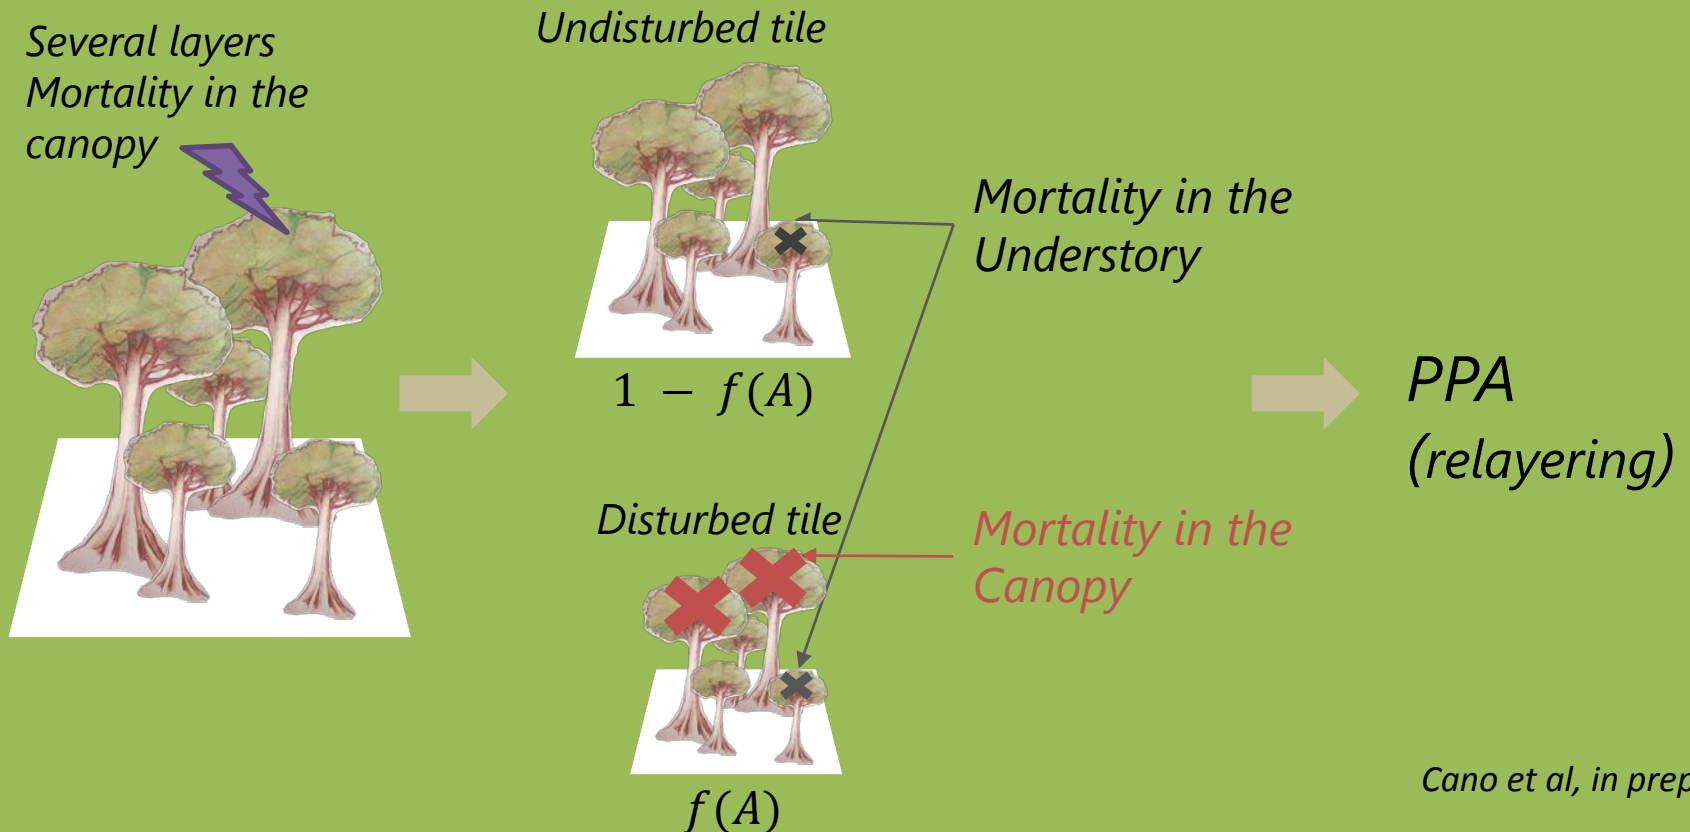 Several layers
Mortality in the
canopy
Undisturbed tile
1 − f(A)
Mortality in the
Understory
Disturbed tile
f(A)
Mortality in the
Canopy
PPA
(relayering)
Cano et al, in prep